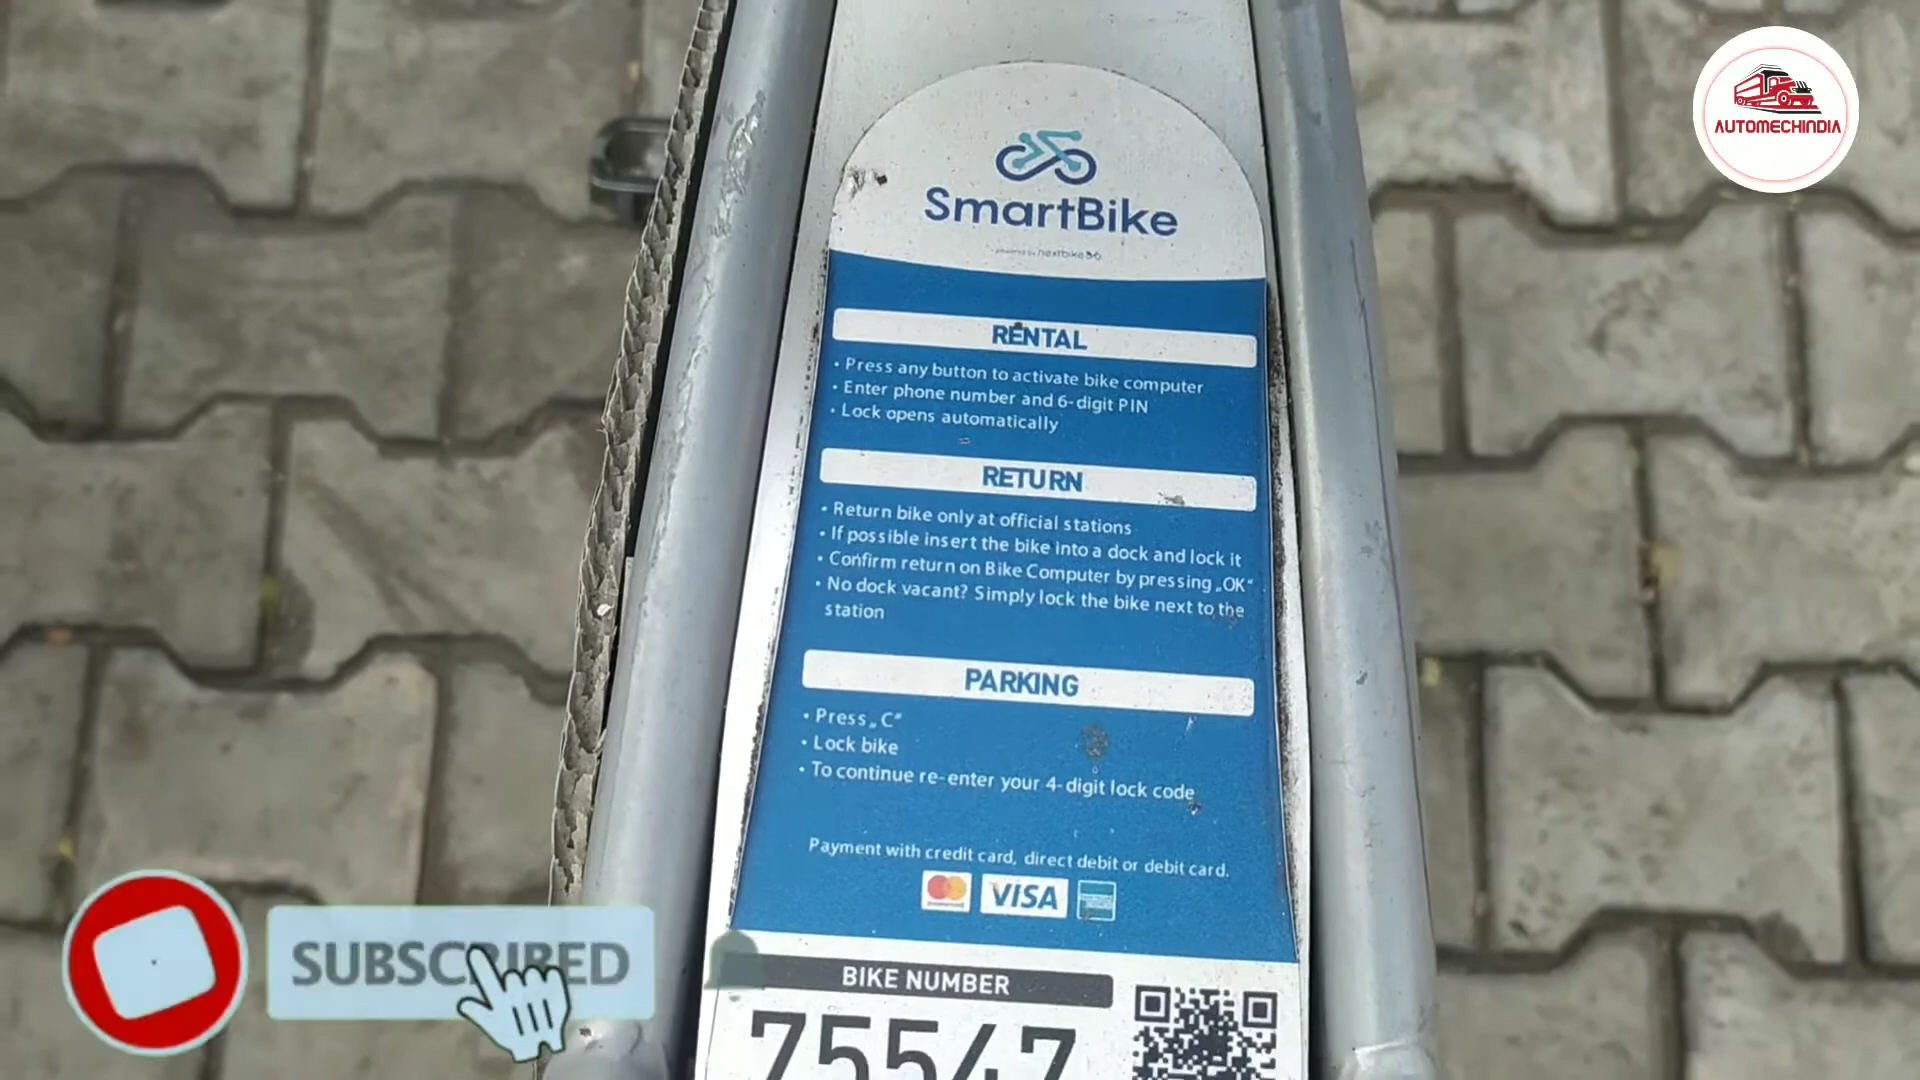 AUTOMECHINDIA
SmartBike
powered by nextbike
RENTAL
• Press any button to activate bike computer
• Enter phone number and 6-digit PIN
• Lock opens automatically
RETURN
• Return bike only at official stations
• If possible insert the bike into a dock and lock it
• Confirm return on Bike Computer by pressing „OK“
• No dock vacant? Simply lock the bike next to the
station
PARKING
• Press „C“
• Lock bike
• To continue re-enter your 4-digit lock code
Payment with credit card, direct debit or debit card.
VISA
SUBSCRIBED
BIKE NUMBER
75547